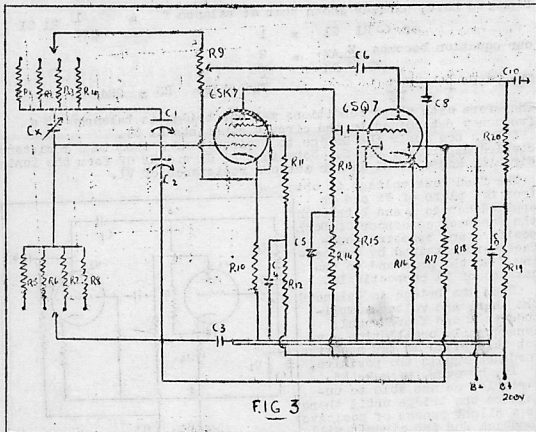 R9
C6
C10
R1 R2 R3 R4
6SK7
6SQ7
C8
C1
Cx
R20
R11
R13
C2
C5
R15
R16
R17
R18
R14
R5 R6 R7 R8
R10
C4
R12
R19
C3
B-
B+
200V
FIG 3